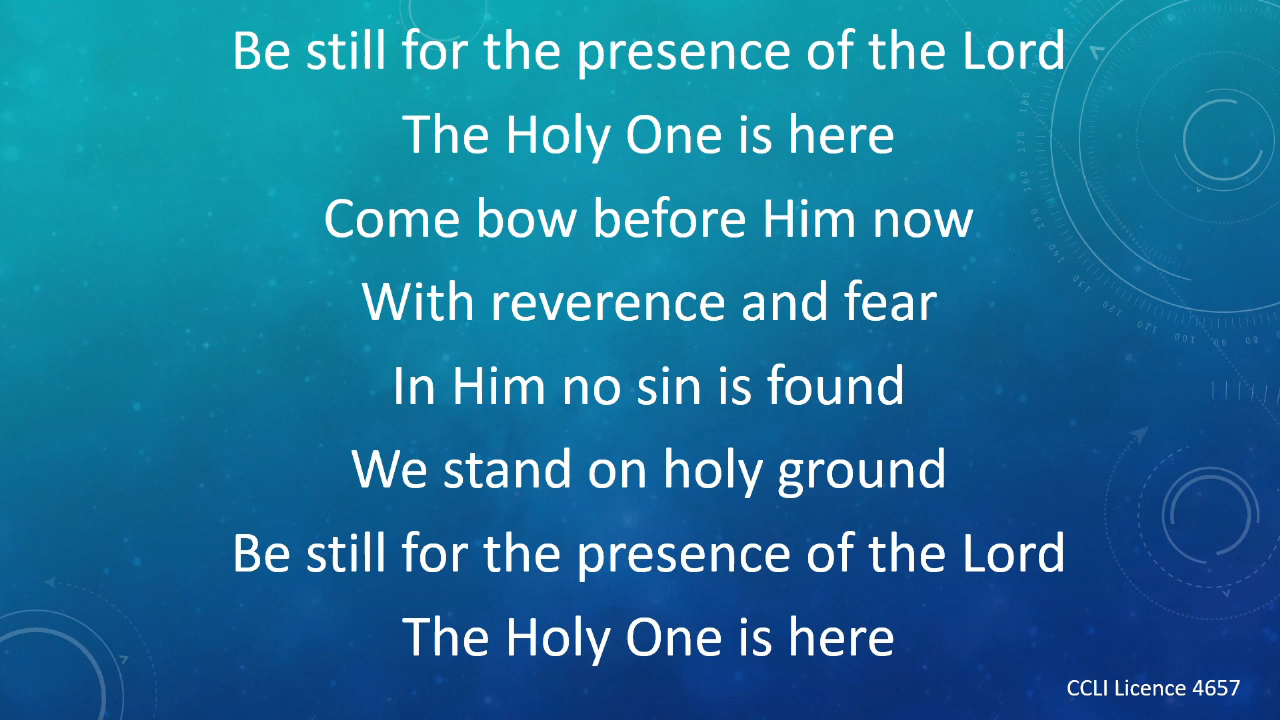 Be still for the presence of the Lord
The Holy One is here
Come bow before Him now
With reverence and fear
In Him no sin is found
We stand on holy ground
Be still for the presence of the Lord
The Holy One is here
CCLI Licence 4657